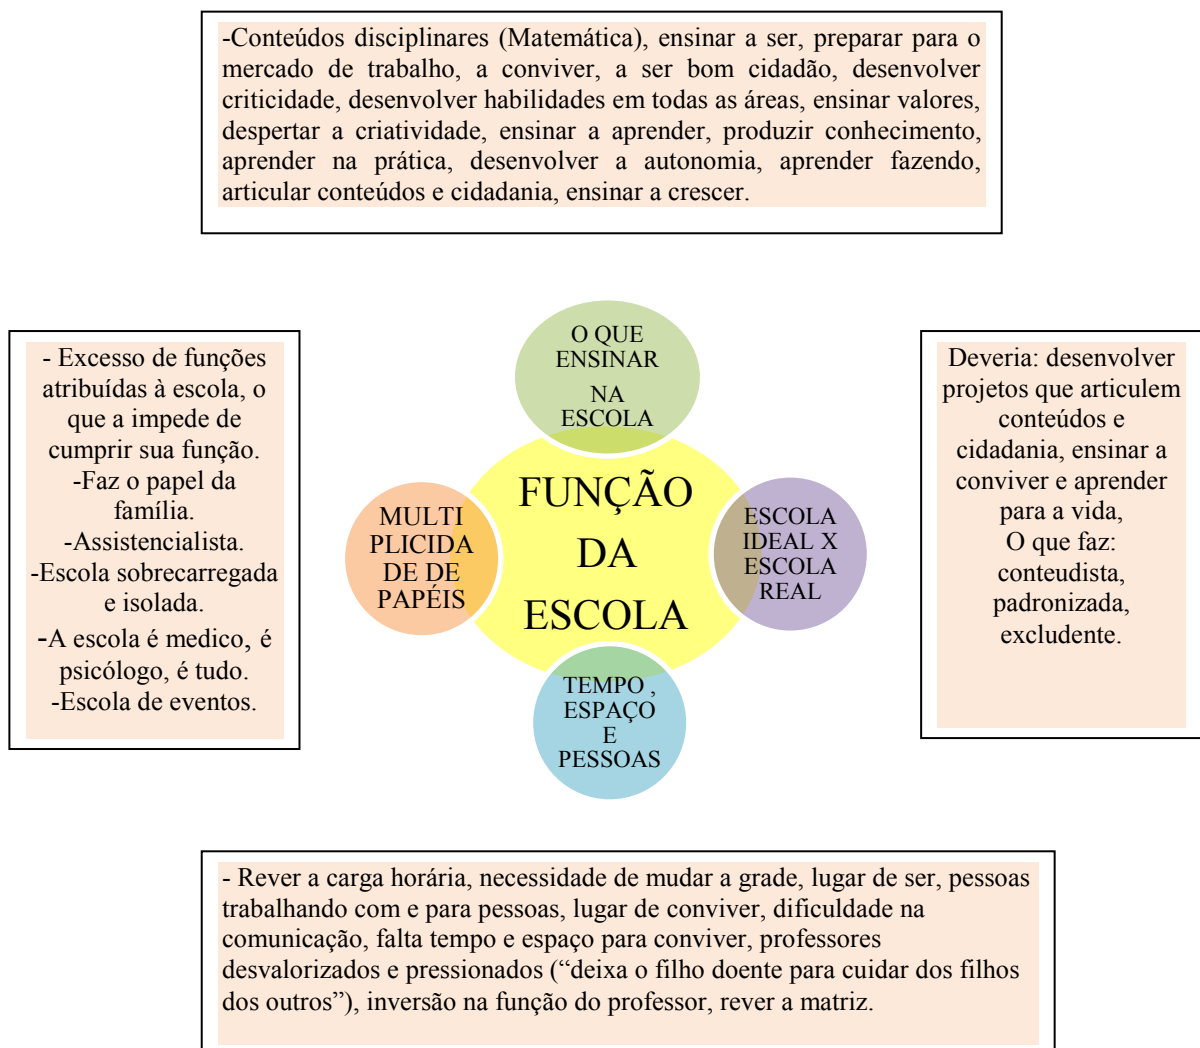 -Conteúdos disciplinares (Matemática), ensinar a ser, preparar para o
mercado de trabalho, a conviver, a ser bom cidadão, desenvolver
criticidade, desenvolver habilidades em todas as áreas, ensinar valores,
despertar a criatividade, ensinar a aprender, produzir conhecimento,
aprender na prática, desenvolver a autonomia, aprender fazendo,
articular conteúdos e cidadania, ensinar a crescer.
- Excesso de funções
atribuídas à escola, o
que a impede de
cumprir sua função.
-Faz o papel da
família.
-Assistencialista.
-Escola sobrecarregada
e isolada.
-A escola é medico, é
psicólogo, é tudo.
-Escola de eventos.
O QUE
ENSINAR
NA
ESCOLA
MULTI
PLICIDA
DE DE
PAPÉIS
FUNÇÃO
DA
ESCOLA
ESCOLA
IDEAL X
ESCOLA
REAL
TEMPO ,
ESPAÇO
E
PESSOAS
Deveria: desenvolver
projetos que articulem
conteúdos e
cidadania, ensinar a
conviver e aprender
para a vida,
O que faz:
conteudista,
padronizada,
excludente.
- Rever a carga horária, necessidade de mudar a grade, lugar de ser, pessoas
trabalhando com e para pessoas, lugar de conviver, dificuldade na
comunicação, falta tempo e espaço para conviver, professores
desvalorizados e pressionados (“deixa o filho doente para cuidar dos filhos
dos outros”), inversão na função do professor, rever a matriz.